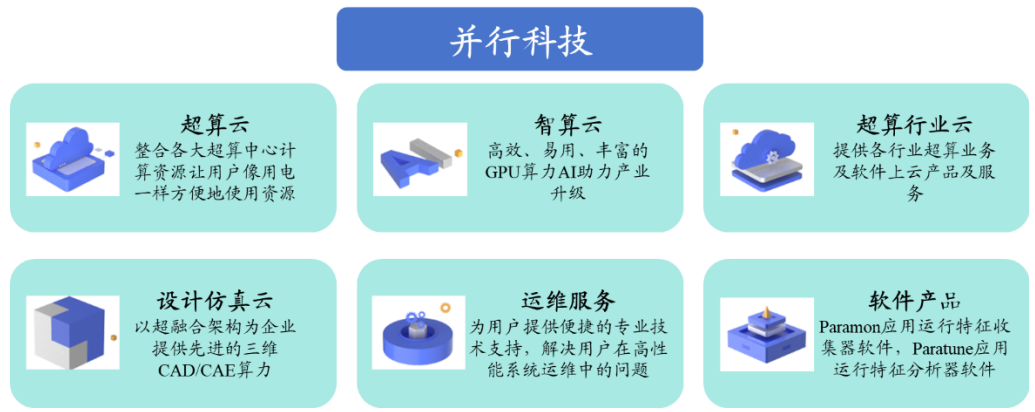 并行科技
超算云
整合各大超算中心计
算资源让用户像用电
一样方便地使用资源
智算云
高效、易用、丰富的
GPU算力AI助力产业
升级
超算行业云
提供各行业超算业务
及软件上云产品及服
务
设计仿真云
以超融合架构为企业
提供先进的三维
CAD/CAE算力
运维服务
为用户提供便捷的专业技
术支持，解决用户在高性
能系统运维中的问题
软件产品
Paramon应用运行特征收
集器软件，Paratune应用
运行特征分析器软件